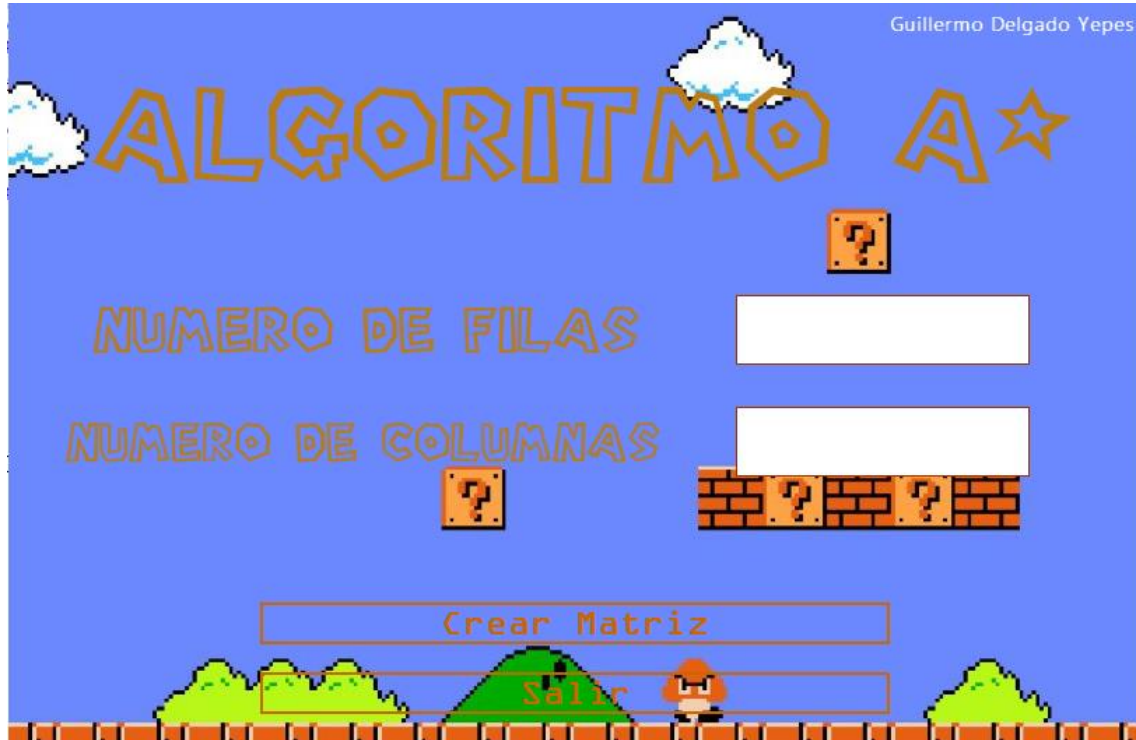 Guillermo Delgado Yepes
ALGORITMO A☆
NUMERO DE FILAS
?
NUMERO DE COLUMNAS
? ? ?
Crear Matriz
Salir